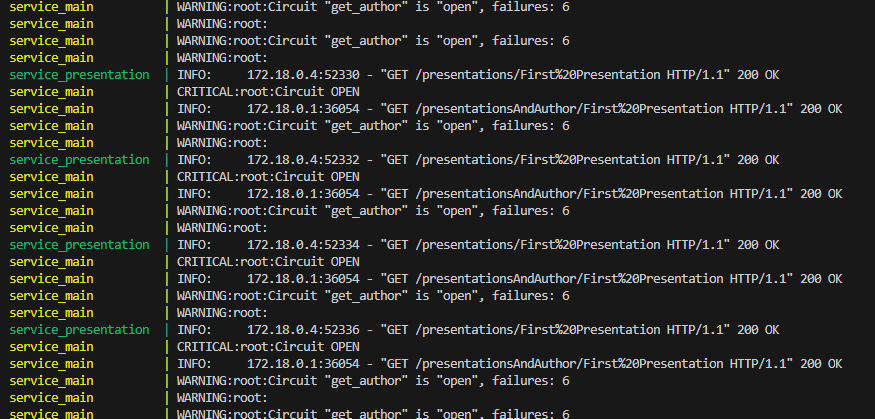 service_main | WARNING:root:Circuit "get_author" is "open", failures: 6
service_main | WARNING:root:
service_main | WARNING:root:Circuit "get_author" is "open", failures: 6
service_main | WARNING:root:
service_presentation | INFO: 172.18.0.4:52330 - "GET /presentations/First%20Presentation HTTP/1.1" 200 OK
service_main | CRITICAL:root:Circuit OPEN
service_main | INFO: 172.18.0.1:36054 - "GET /presentationsAndAuthor/First%20Presentation HTTP/1.1" 200 OK
service_main | WARNING:root:Circuit "get_author" is "open", failures: 6
service_main | WARNING:root:
service_presentation | INFO: 172.18.0.4:52332 - "GET /presentations/First%20Presentation HTTP/1.1" 200 OK
service_main | CRITICAL:root:Circuit OPEN
service_main | INFO: 172.18.0.1:36054 - "GET /presentationsAndAuthor/First%20Presentation HTTP/1.1" 200 OK
service_main | WARNING:root:Circuit "get_author" is "open", failures: 6
service_main | WARNING:root:
service_presentation | INFO: 172.18.0.4:52334 - "GET /presentations/First%20Presentation HTTP/1.1" 200 OK
service_main | CRITICAL:root:Circuit OPEN
service_main | INFO: 172.18.0.1:36054 - "GET /presentationsAndAuthor/First%20Presentation HTTP/1.1" 200 OK
service_main | WARNING:root:Circuit "get_author" is "open", failures: 6
service_main | WARNING:root:
service_presentation | INFO: 172.18.0.4:52336 - "GET /presentations/First%20Presentation HTTP/1.1" 200 OK
service_main | CRITICAL:root:Circuit OPEN
service_main | INFO: 172.18.0.1:36054 - "GET /presentationsAndAuthor/First%20Presentation HTTP/1.1" 200 OK
service_main | WARNING:root:Circuit "get_author" is "open", failures: 6
service_main | WARNING:root:
service_main | WARNING:root:Circuit "get_author" is "open", failures: 6